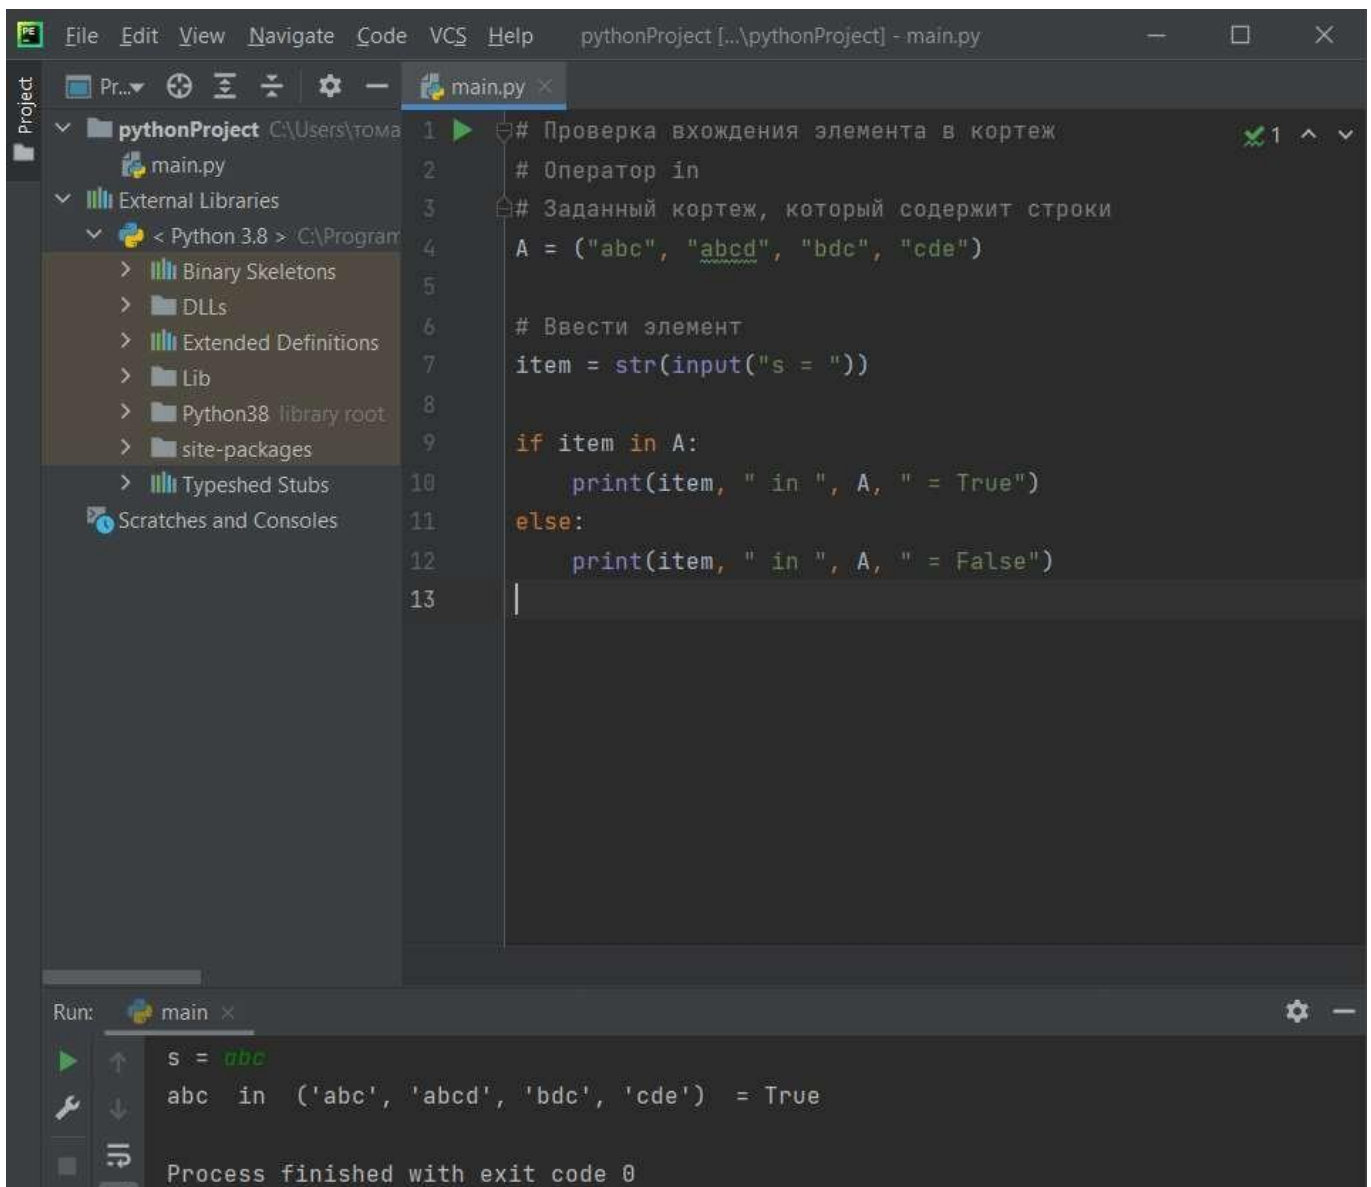 File Edit View Navigate Code VCS Help pythonProject [...\pythonProject] - main.py
Project
Pr...
main.py
pythonProject C:\Users\тома
main.py
External Libraries
< Python 3.8 > C:\Program
Binary Skeletons
DLLs
Extended Definitions
Lib
Python38 library root
site-packages
Typeshed Stubs
Scratches and Consoles
1 # Проверка вхождения элемента в кортеж
2 # Оператор in
3 # Заданный кортеж, который содержит строки
4 A = ("abc", "abcd", "bdc", "cde")
5
6 # Ввести элемент
7 item = str(input("s = "))
8
9 if item in A:
10     print(item, " in ", A, " = True")
11 else:
12     print(item, " in ", A, " = False")
13
1
Run: main
s = abc
abc  in  ('abc', 'abcd', 'bdc', 'cde')  = True
Process finished with exit code 0